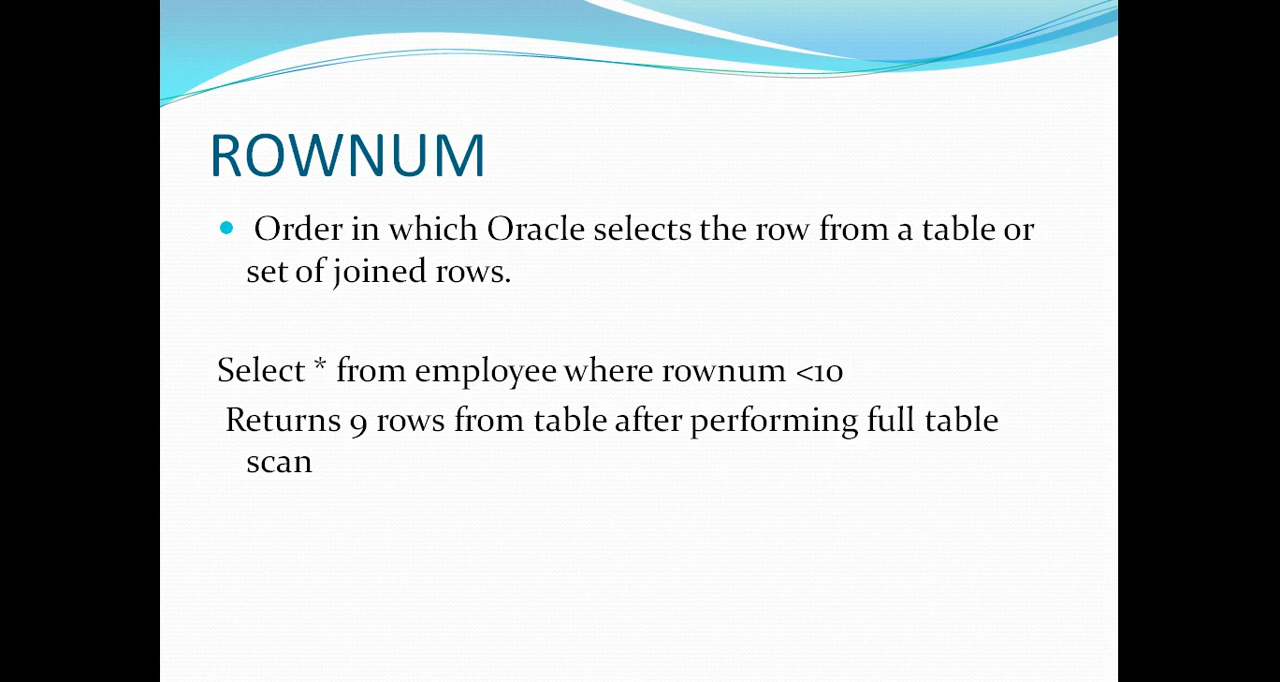 ROWNUM
Order in which Oracle selects the row from a table or
set of joined rows.
Select * from employee where rownum <10
Returns 9 rows from table after performing full table
scan